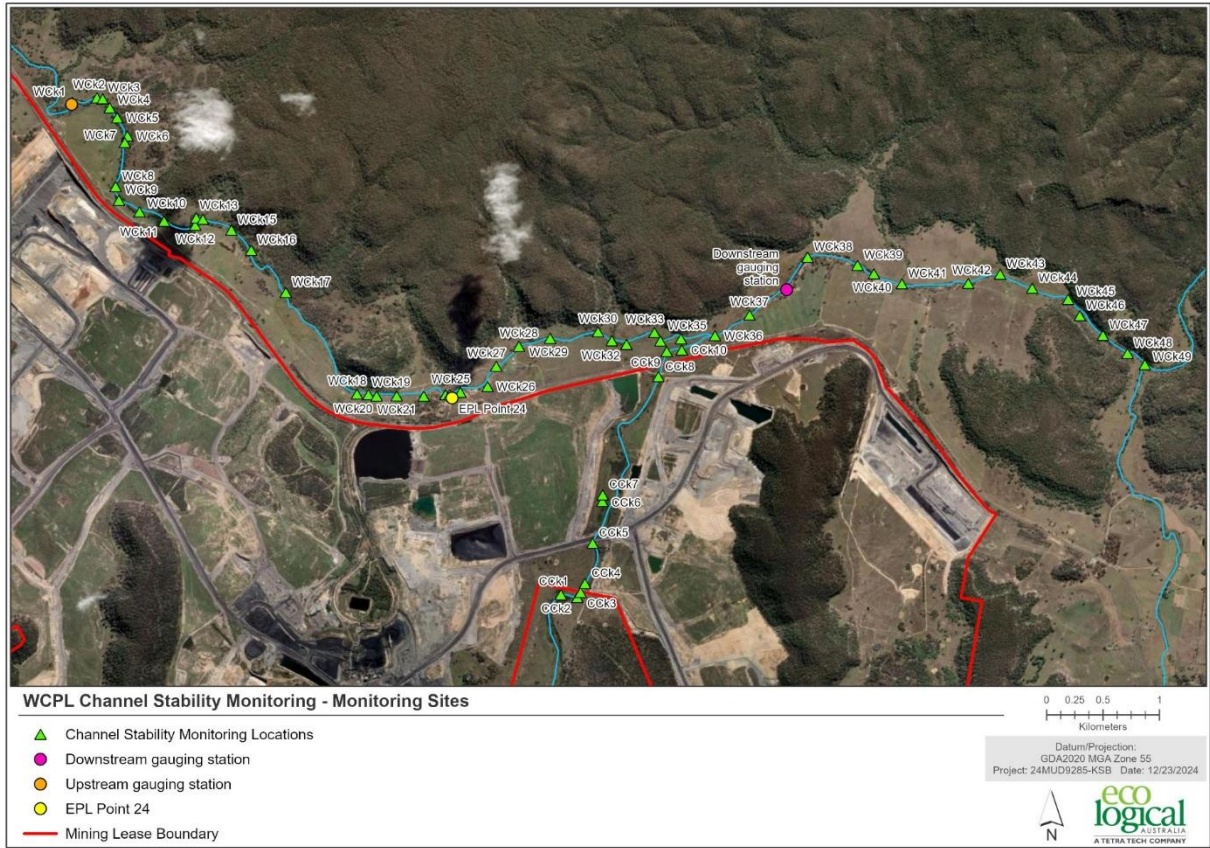 WCk1
WCk2
WCk3
WCk4
WCk5
WCk7
WCk6
WCk8
WCk9
WCk10
WCk13
WCk15
WCk11
WCk12
WCk16
WCk17
Downstream
gauging
station
WCk38
WCk39
WCk40
WCk41
WCk42
WCk43
WCk44
WCk45
WCk46
WCk47
WCk48
WCk49
WCk37
WCk30
WCk33
WCk35
WCk36
WCk28
WCk29
WCk32
CCk10
CCk9
CCk8
WCk27
WCk26
WCk18
WCk19
WCk25
WCk20
WCk21
EPL Point 24
CCk7
CCk6
CCk5
CCk4
CCk1
CCk2
CCk3
WCPL Channel Stability Monitoring - Monitoring Sites
Channel Stability Monitoring Locations
Downstream gauging station
Upstream gauging station
EPL Point 24
Mining Lease Boundary
0 0.25 0.5 1
Kilometers
Datum/Projection:
GDA2020 MGA Zone 55
Project: 24MUD9285-KSB Date: 12/23/2024
N
eco
logical
AUSTRALIA
A TETRA TECH COMPANY